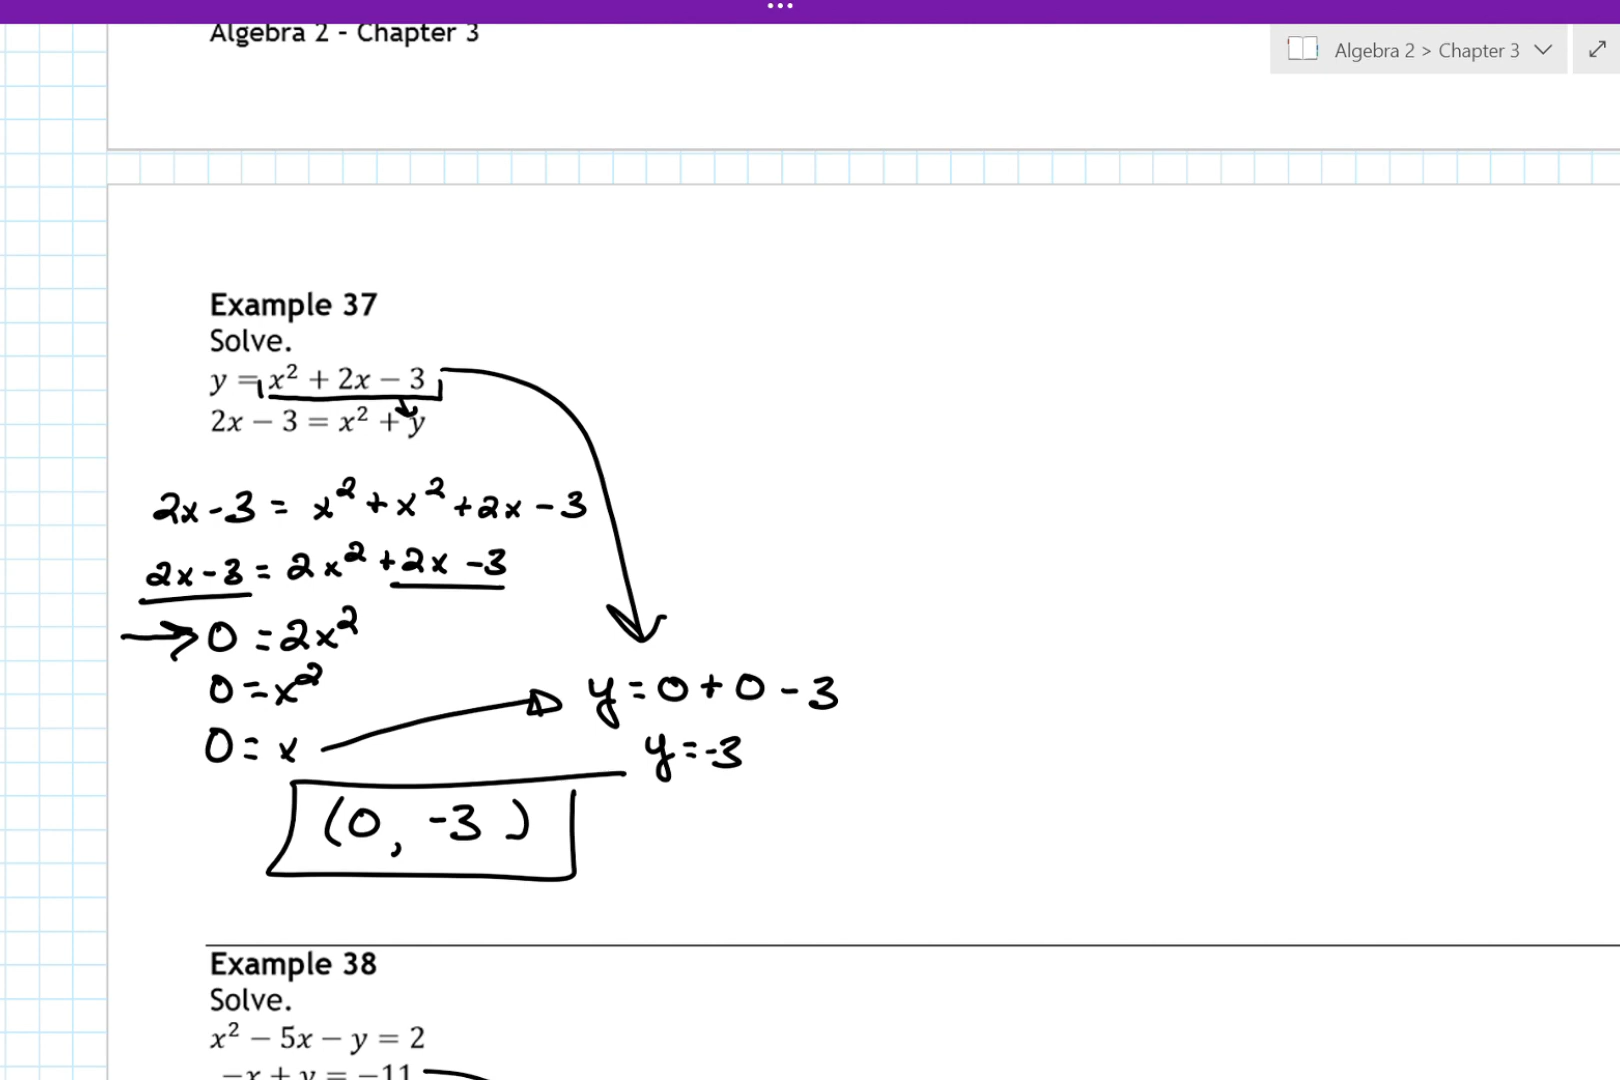 Algebra 2 - Chapter 3
Algebra 2 > Chapter 3
Example 37
Solve.
y = x² + 2x − 3
2x − 3 = x² + y
2x - 3 = x² + x² + 2x - 3
2x - 3 = 2x² + 2x - 3
0 = 2x²
0 = x²
0 = x
y = 0 + 0 - 3
y = -3
(0, -3)
Example 38
Solve.
x² − 5x − y = 2
−x + y = −11